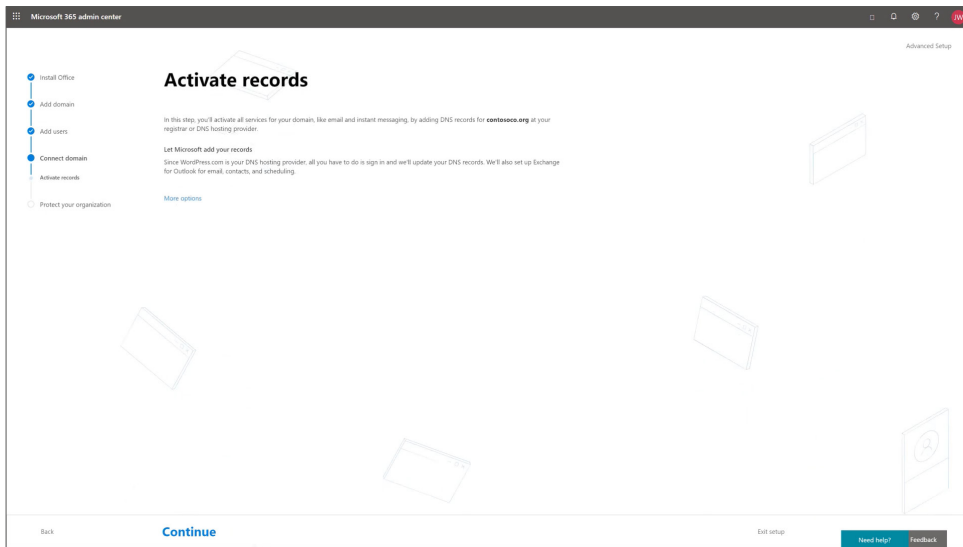 Microsoft 365 admin center
?
JW
Advanced Setup
Install Office
Add domain
Add users
Connect domain
Activate records
Protect your organization
Activate records
In this step, you'll activate all services for your domain, like email and instant messaging, by adding DNS records for contosoco.org at your
registrar or DNS hosting provider.
Let Microsoft add your records
Since WordPress.com is your DNS hosting provider, all you have to do is sign in and we'll update your DNS records. We'll also set up Exchange
for Outlook for email, contacts, and scheduling.
More options
Back
Continue
Exit setup
Need help?
Feedback